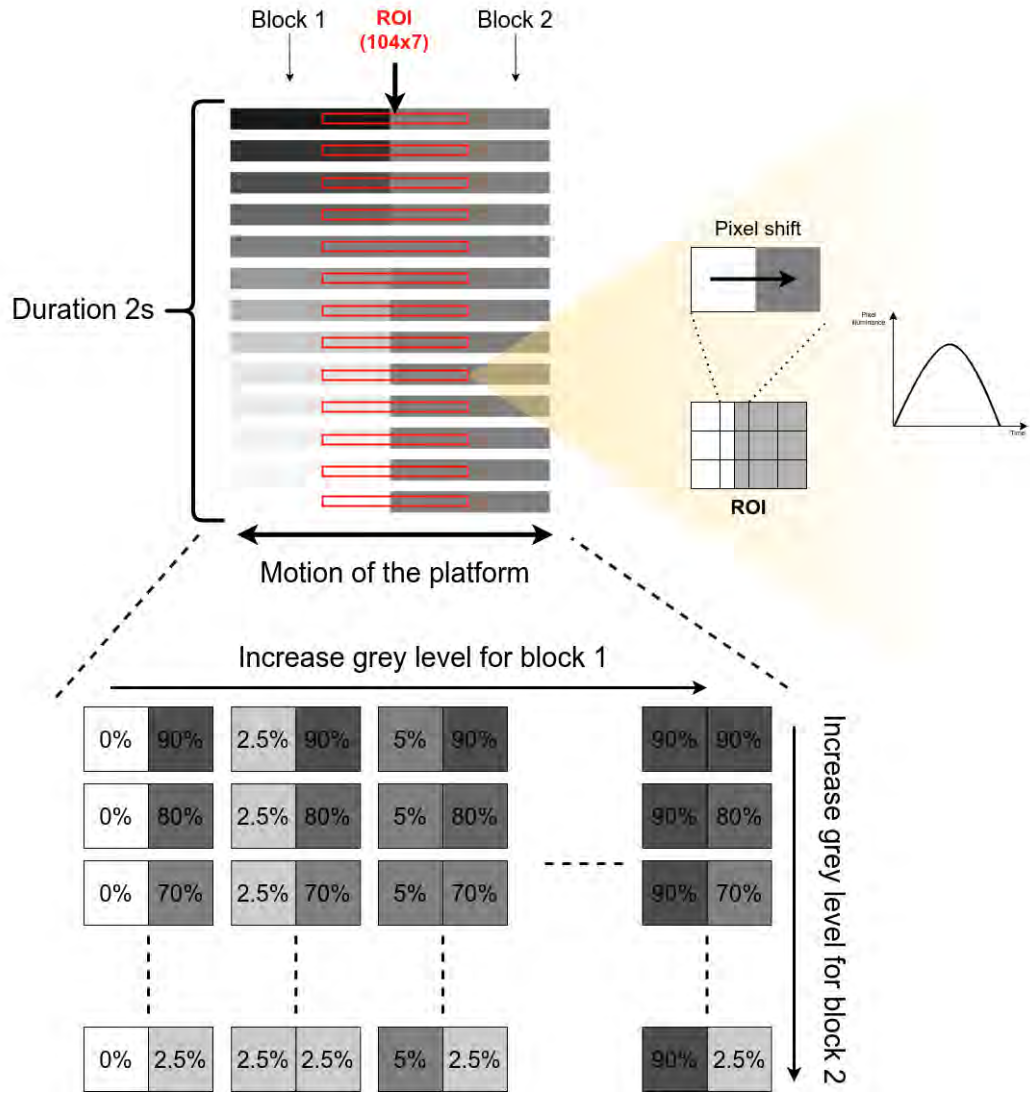 Block 1
ROI
(104x7)
Block 2
Duration 2s
Pixel shift
Pixel
illuminance
Time
ROI
Motion of the platform
Increase grey level for block 1
0% 90% 2.5% 90% 5% 90% 90% 90%
0% 80% 2.5% 80% 5% 80% 90% 80%
0% 70% 2.5% 70% 5% 70% 90% 70%
0% 2.5% 2.5% 2.5% 5% 2.5% 90% 2.5%
Increase grey level for block 2